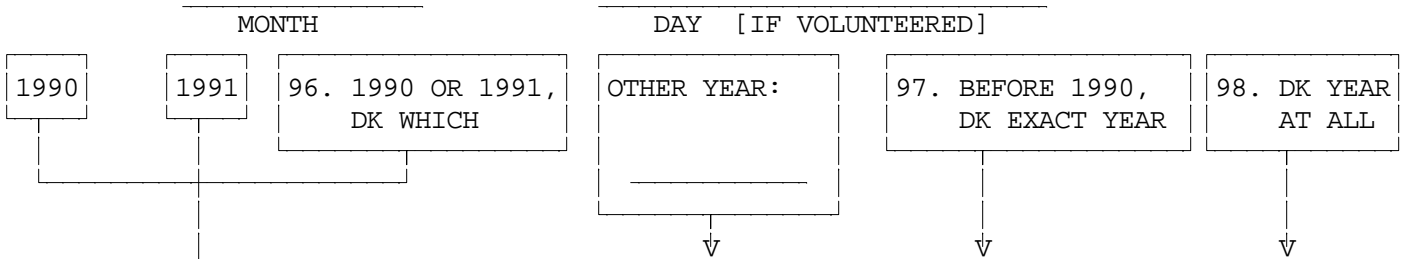 MONTH DAY [IF VOLUNTEERED]
1990 1991 96. 1990 OR 1991, OTHER YEAR: 97. BEFORE 1990, 98. DK YEAR
DK WHICH DK EXACT YEAR AT ALL
V V V